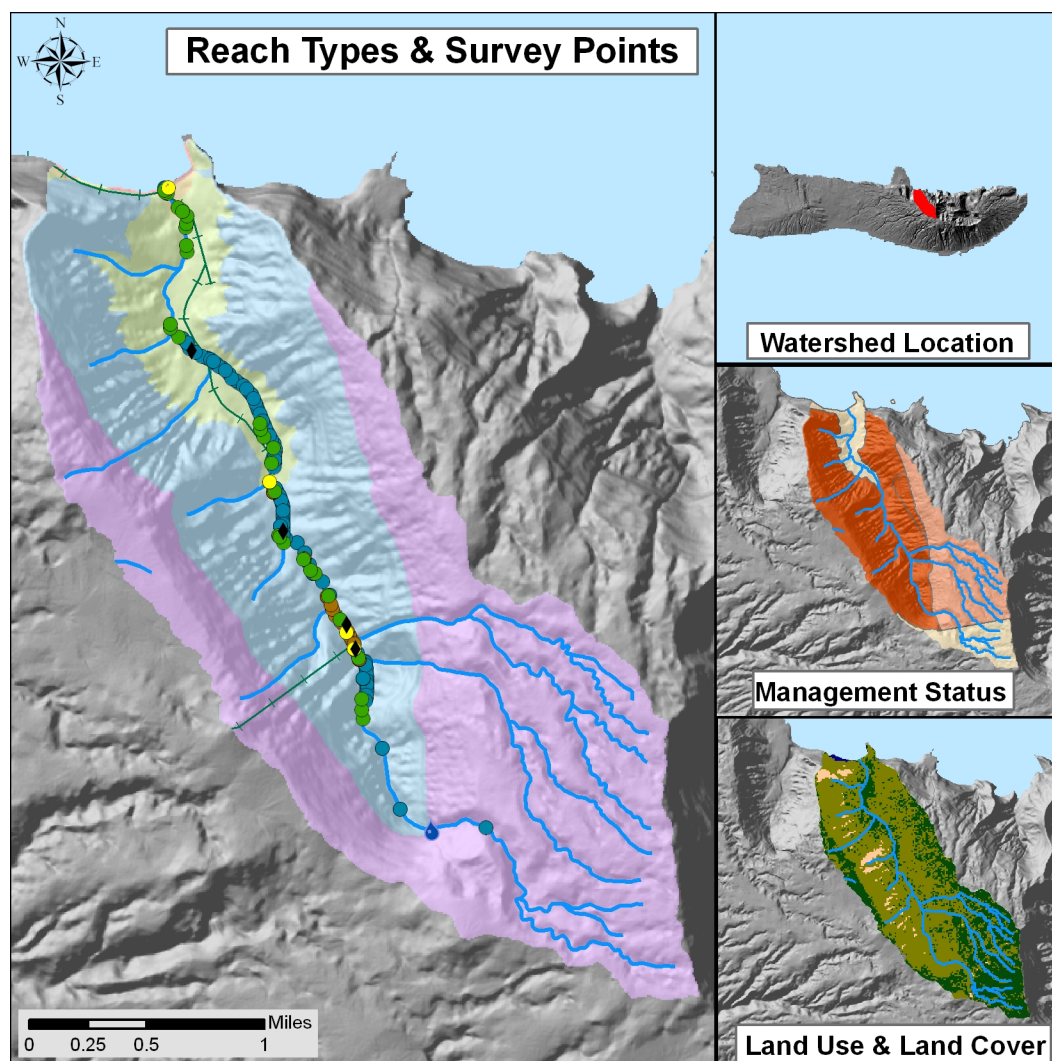 Reach Types & Survey Points
N
W
E
S
Watershed Location
Management Status
Land Use & Land Cover
Miles
0 0.25 0.5 1